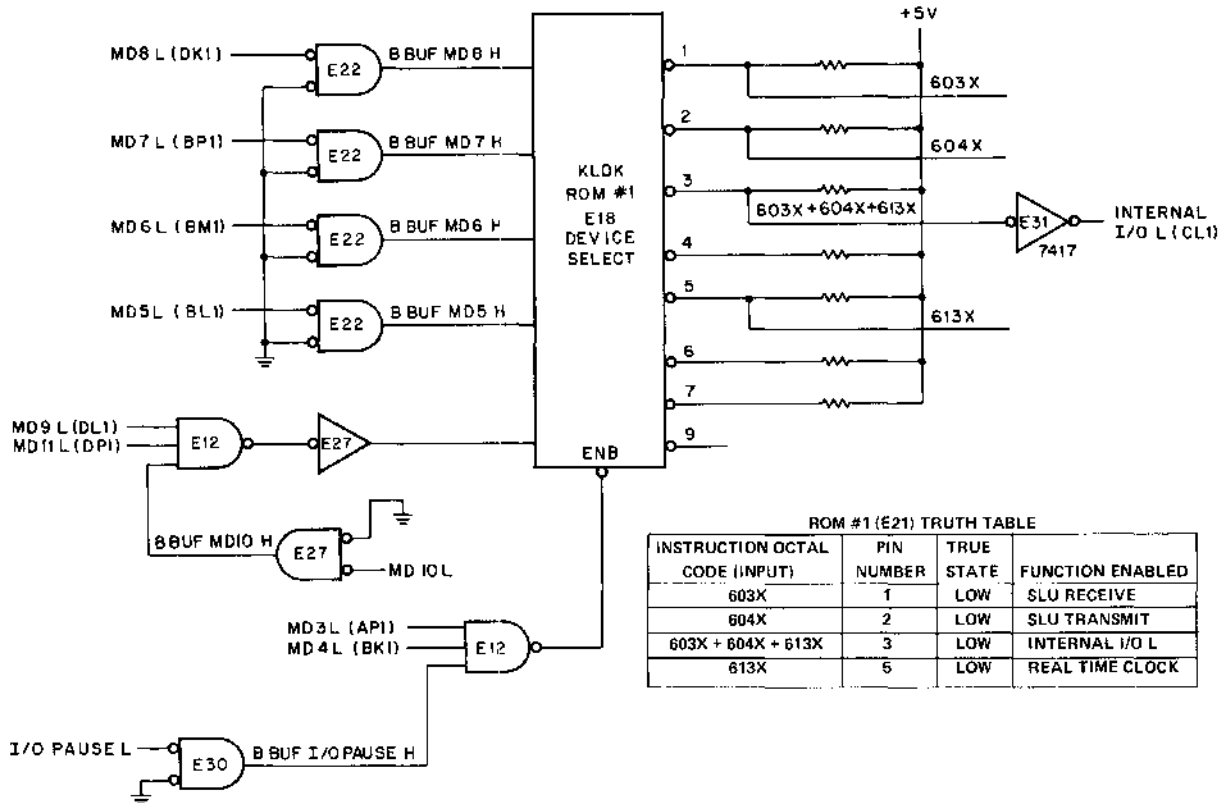 +5V
MD8 L (DK1)
E22
B BUF MD8 H
1
603X
MD7 L (BP1)
E22
B BUF MD7 H
2
604X
KL8K
ROM #1
E18
DEVICE
SELECT
3
603X+604X+613X
E31
7417
INTERNAL
I/O L (CL1)
MD6 L (BM1)
E22
B BUF MD6 H
4
MD5 L (BL1)
E22
B BUF MD5 H
5
613X
6
7
9
MD9 L (DL1)
MD11 L (DP1)
E12
E27
ENB
B BUF MD10 H
E27
MD10L
MD3 L (AP1)
MD4 L (BK1)
E12
I/O PAUSE L
E30
B BUF I/O PAUSE H
ROM #1 (E21) TRUTH TABLE
INSTRUCTION OCTAL CODE (INPUT) PIN NUMBER TRUE STATE FUNCTION ENABLED
603X 1 LOW SLU RECEIVE
604X 2 LOW SLU TRANSMIT
603X + 604X + 613X 3 LOW INTERNAL I/O L
613X 5 LOW REAL TIME CLOCK